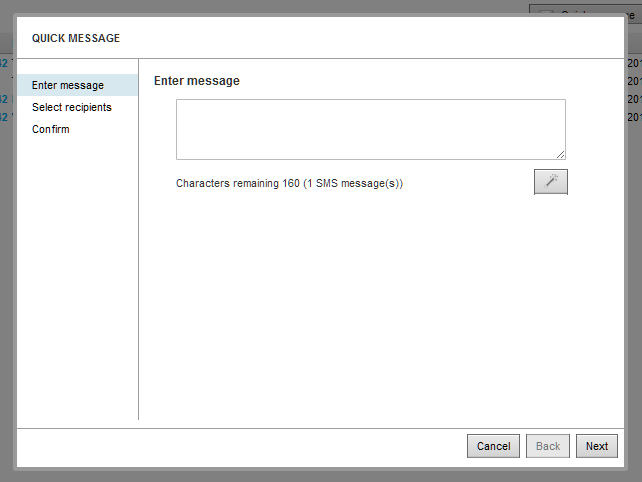 QUICK MESSAGE
Enter message
Select recipients
Confirm
Enter message
Characters remaining 160 (1 SMS message(s))
Cancel
Back
Next